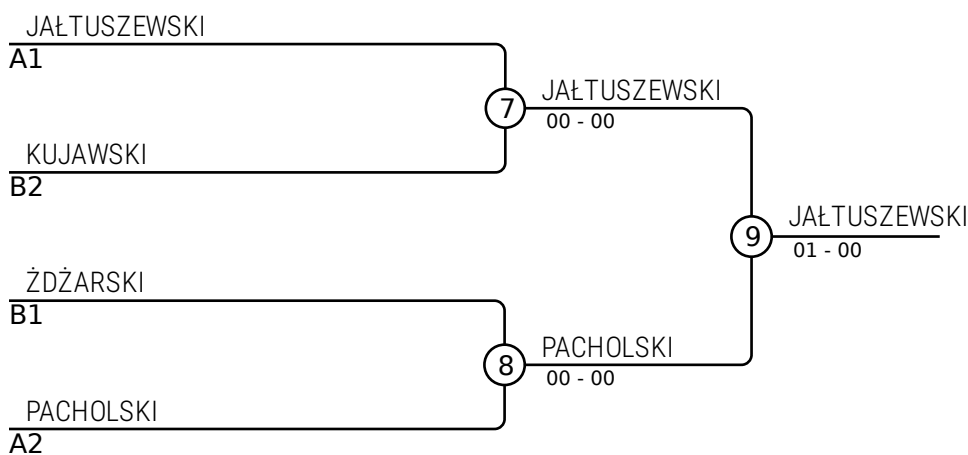 JAŁTUSZEWSKI
A1
7
JAŁTUSZEWSKI
00 - 00
KUJAWSKI
B2
9
JAŁTUSZEWSKI
01 - 00
ŻDŻARSKI
B1
8
PACHOLSKI
00 - 00
PACHOLSKI
A2